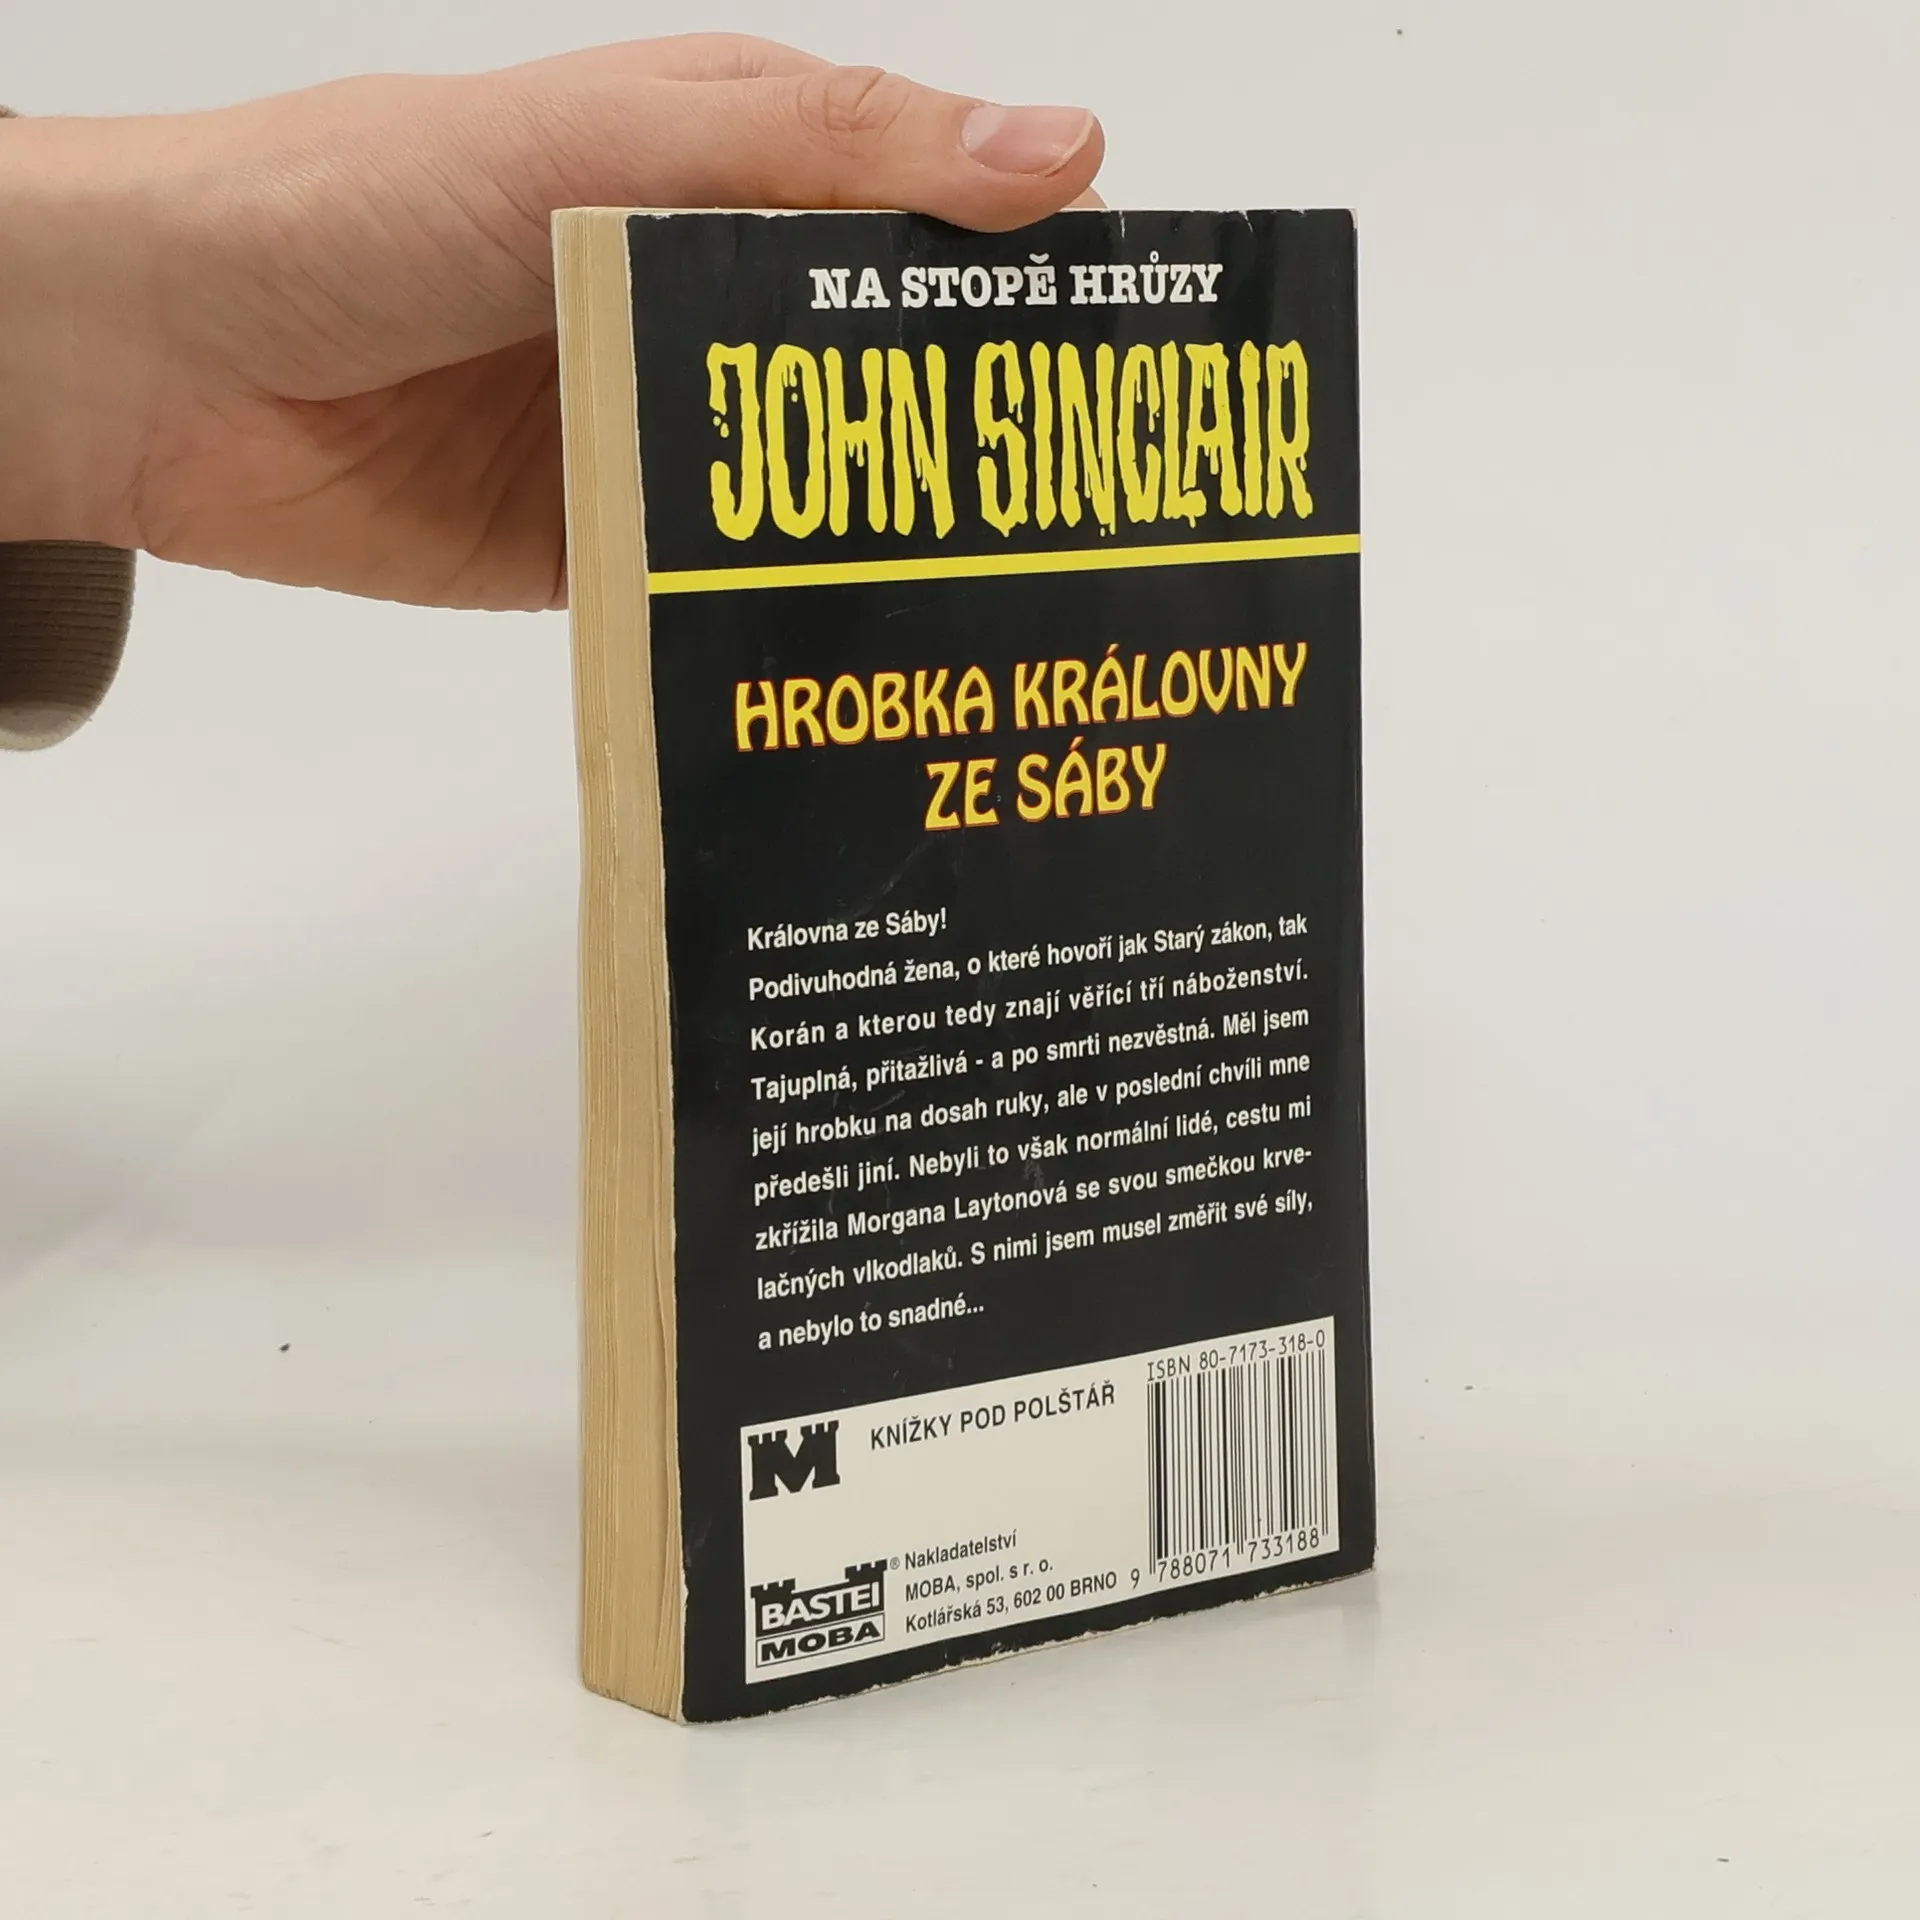 NA STOPĚ HRŮZY
JOHN SINCLAIR
HROBKA KRÁLOVNY
ZE SÁBY
Královna ze Sáby!
Podivuhodná žena, o které hovoří jak Starý zákon, tak
Korán a kterou tedy znají věřící tří náboženství.
Tajuplná, přitažlivá - a po smrti nezvěstná. Měl jsem
její hrobku na dosah ruky, ale v poslední chvíli mne
předešli jiní. Nebyli to však normální lidé, cestu mi
zkřížila Morgana Laytonová se svou smečkou krve-
lačných vlkodlaků. S nimi jsem musel změřit své síly,
a nebylo to snadné...
ISBN 80-7173-318-0
M KNÍŽKY POD POLŠTÁŘ
BASTEI
MOBA
® Nakladatelství
MOBA, spol. s r. o.
Kotlářská 53, 602 00 BRNO
9 788071 733188